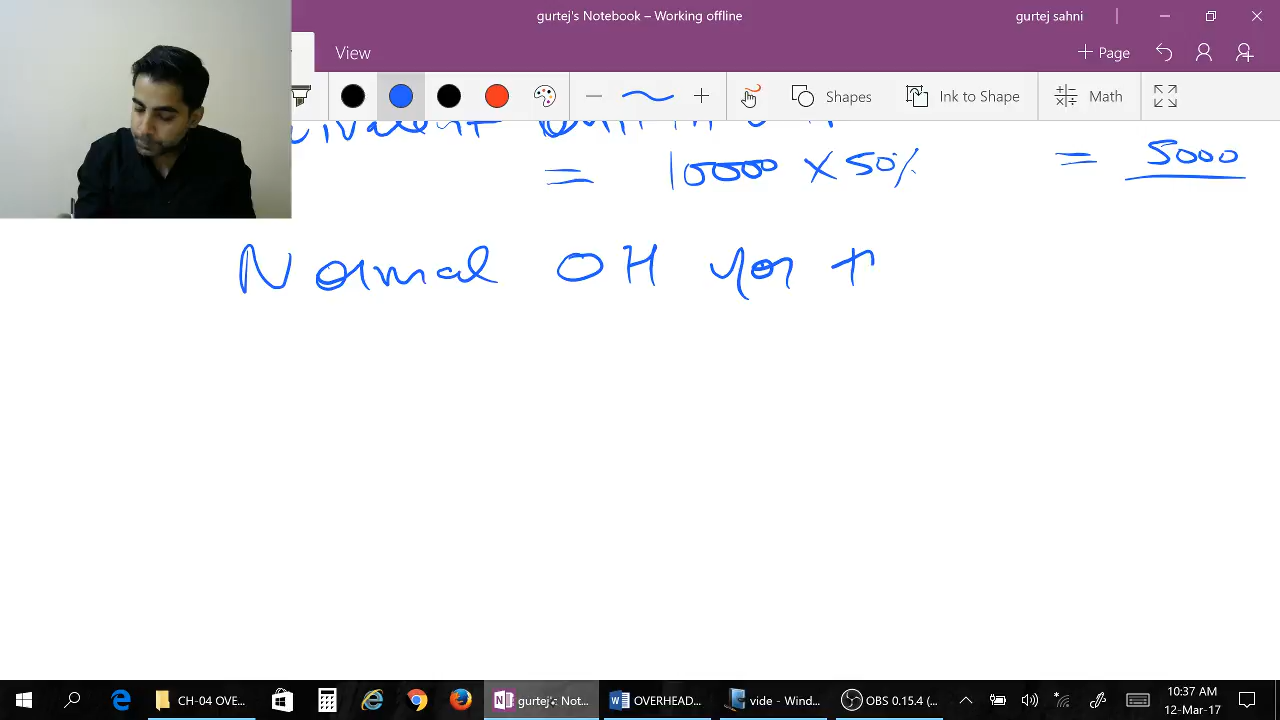 gurtej's Notebook – Working offline
gurtej sahni
View
Page
Shapes
Ink to Shape
Math
= 10000 × 50% = 5000
Normal OH for t
CH-04 OVE...
gurtej's Not...
OVERHEAD...
vide - Wind...
OBS 0.15.4 (...
10:37 AM
12-Mar-17